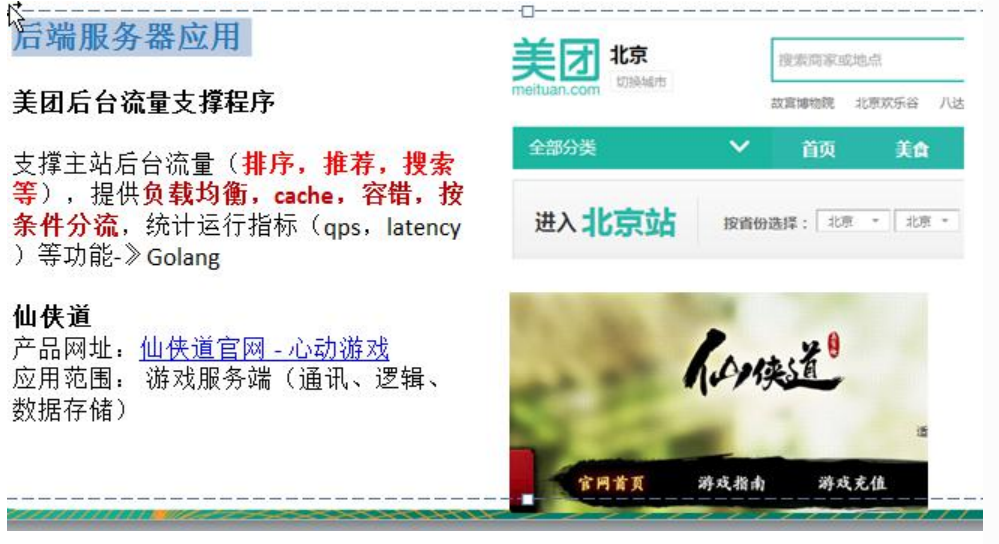 后端服务器应用
美团后台流量支撑程序
支撑主站后台流量（排序，推荐，搜索
等），提供负载均衡，cache，容错，按
条件分流，统计运行指标（qps，latency
）等功能-》Golang
仙侠道
产品网址：仙侠道官网 - 心动游戏
应用范围： 游戏服务端（通讯、逻辑、
数据存储）
美团
meituan.com
北京
切换城市
搜索商家或地点
故宫博物院 北京欢乐谷 八达
全部分类 首页 美食
进入北京站 按省份选择： 北京 北京
仙侠道
官网首页 游戏指南 游戏充值